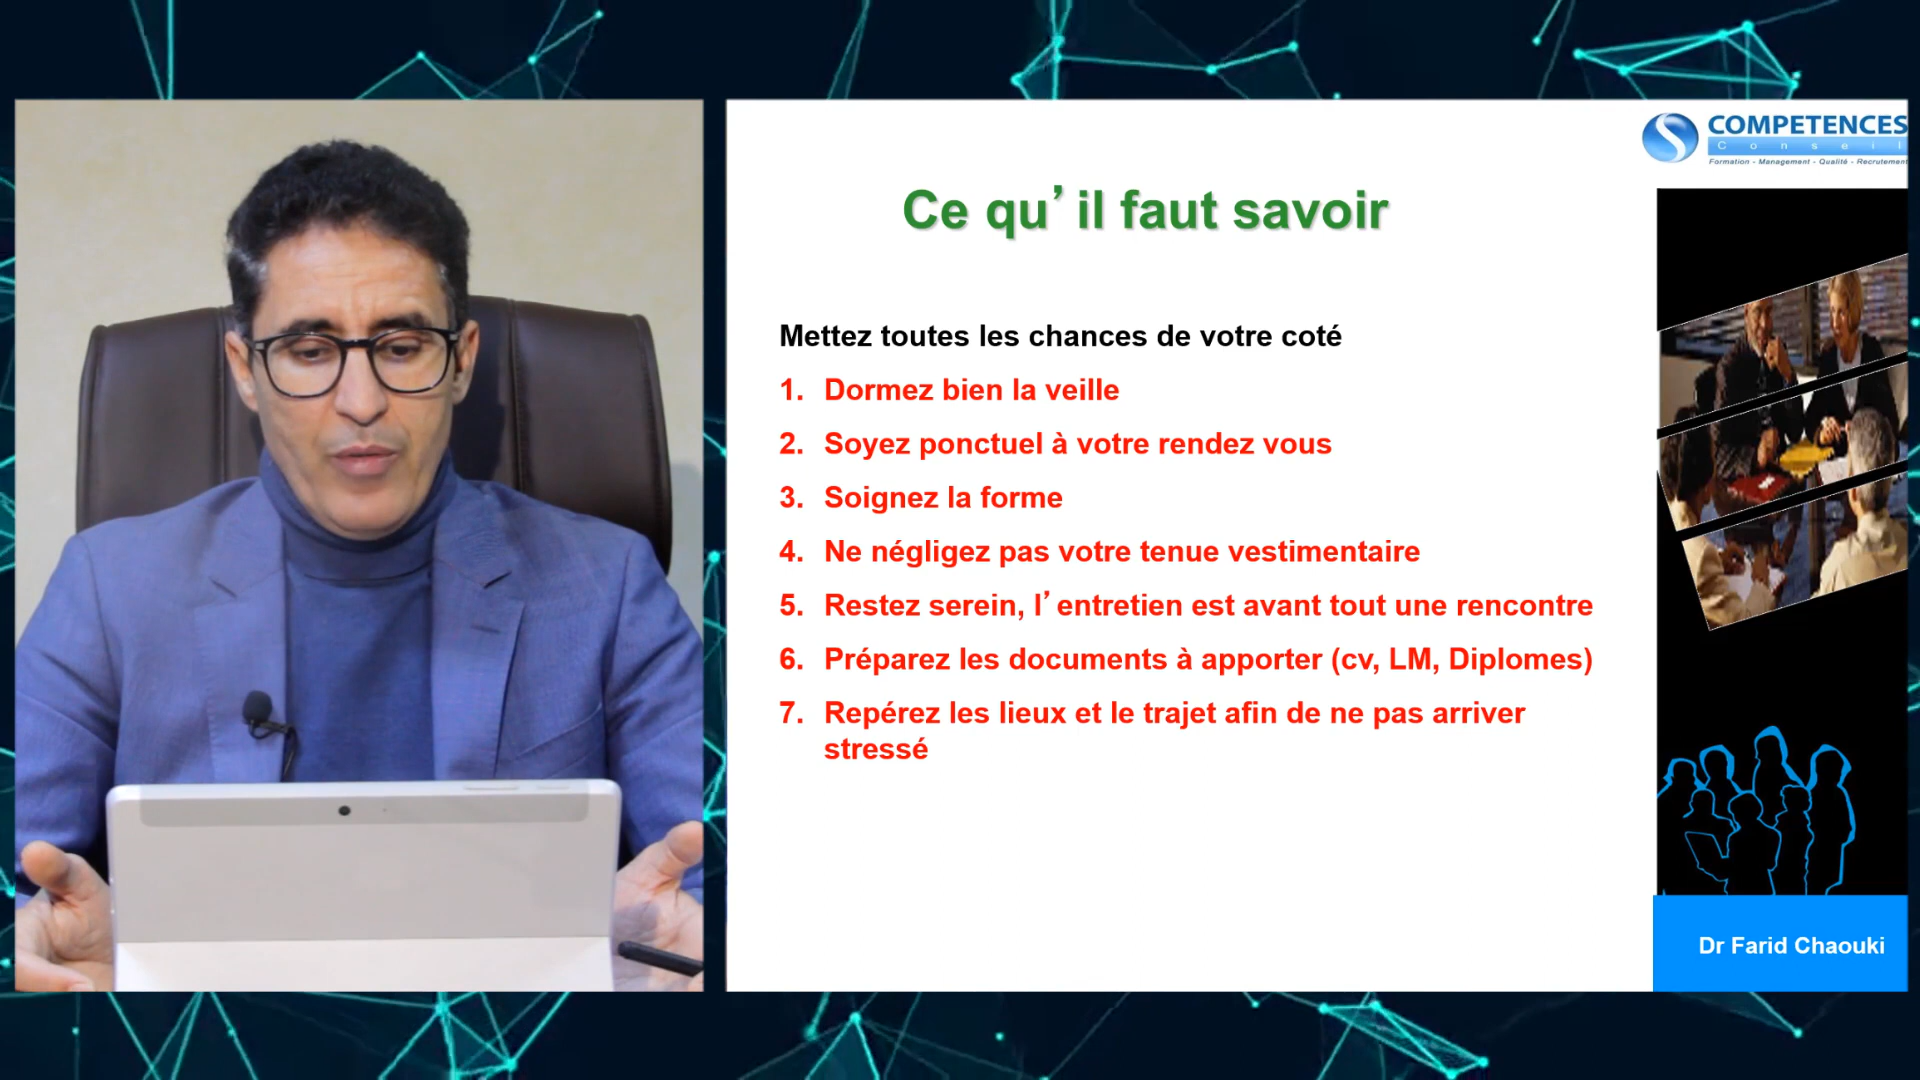 COMPETENCES
Conseil
Formation - Management - Qualité - Recrutement
Ce qu’il faut savoir
Mettez toutes les chances de votre coté
1. Dormez bien la veille
2. Soyez ponctuel à votre rendez vous
3. Soignez la forme
4. Ne négligez pas votre tenue vestimentaire
5. Restez serein, l’entretien est avant tout une rencontre
6. Préparez les documents à apporter (cv, LM, Diplomes)
7. Repérez les lieux et le trajet afin de ne pas arriver
stressé
Dr Farid Chaouki